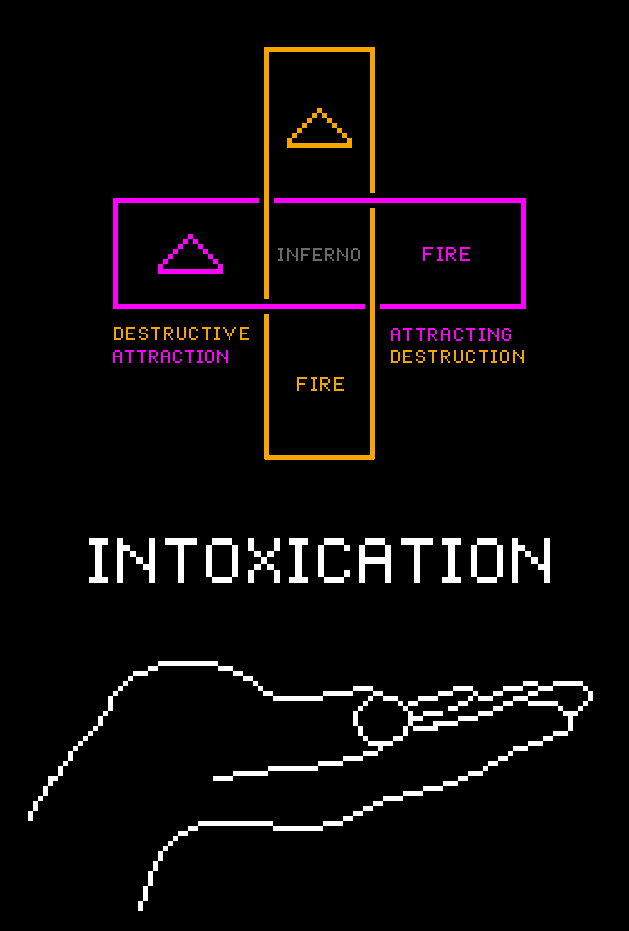 INFERNO
FIRE
DESTRUCTIVE
ATTRACTION
ATTRACTING
DESTRUCTION
FIRE
INTOXICATION